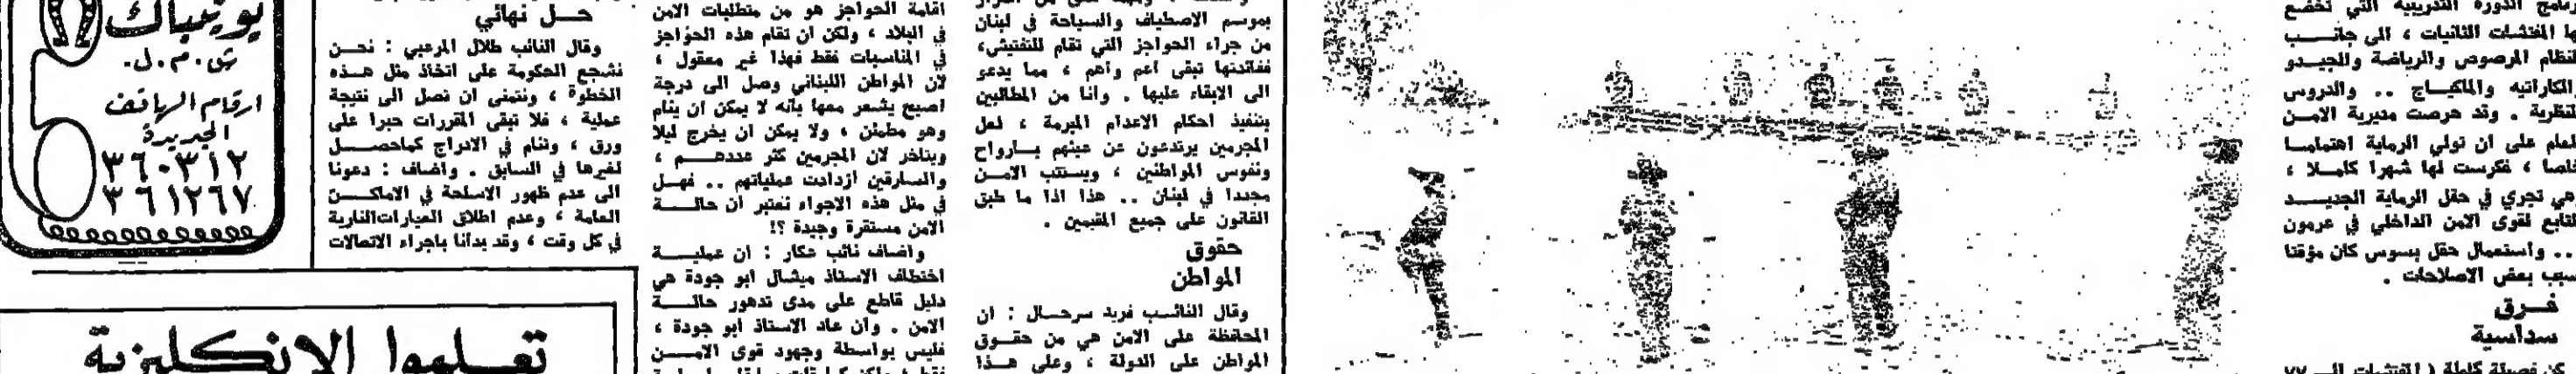 برنامج الدورة التدريبية التي تخضع
لها المفتشات الثانيات ، الى جانب
النظام المرصوص والرياضة والجيدو
والكاراتيه والماكياج .. والدروس
النظرية . وقد حرصت مديرية الامن
العام على ان تولي الرماية اهتماما
خاصا ، فكرست لها شهرا كاملا ،
وهي تجري في حقل الرماية الجديد
التابع لقوى الامن الداخلي في عرمون
.. واستعمال حقل بسوس كان مؤقتا
بسبب بعض الاصلاحات .
فرق
سداسية
بموسم الاصطياف والسياحة في لبنان
من جراء الحواجز التي تقام للتفتيش،
ففائدتها تبقى أعم وأهم ، مما يدعو
الى الابقاء عليها . وأنا من المطالبين
بتنفيذ احكام الاعدام المبرمة ، لعل
المجرمين يرتدعون عن عبثهم بارواح
ونفوس المواطنين ، ويستتب الامن
مجددا في لبنان .. هذا اذا ما طبق
القانون على جميع المقيمين .
حقوق
المواطن
وقال النائب فريد سرحال : ان
المحافظة على الامن هي من حقوق
المواطن على الدولة ، وعلى هذا
اقامة الحواجز هو من متطلبات الامن
في البلاد ، ولكن ان تقام هذه الحواجز
في المناسبات فقط فهذا غير معقول ،
لان المواطن اللبناني وصل الى درجة
اصبح يشعر معها بأنه لا يمكن ان ينام
وهو مطمئن ، ولا يمكن ان يخرج ليلا
ويتاخر لان المجرمين كثر عددهم ،
والسارقين ازدادت عملياتهم .. فهل
في مثل هذه الاجواء نعتبر ان حالة
الامن مستقرة وجيدة ؟!
واضاف نائب عكار : ان عملية
اختطاف الاستاذ ميشال ابو جودة هي
دليل قاطع على مدى تدهور حالة
الامن . وان عاد الاستاذ ابو جودة ،
فليس بواسطة وجهود قوى الامن
حل نهائي
وقال النائب طلال المرعبي : نحن
نشجع الحكومة على اتخاذ مثل هذه
الخطوة ، ونتمنى ان نصل الى نتيجة
عملية ، فلا تبقى المقررات حبرا على
ورق ، وتنام في الادراج كماحصل
لغيرها في السابق . واضاف : دعونا
الى عدم ظهور الاسلحة في الاماكن
العامة ، وعدم اطلاق العيارات النارية
في كل وقت ، وقد بدأنا باجراء الاتصالات
ش.م.ل.
ارقام الهاتف
الجديدة
٣٦٠٣١٢
٣٦١٢٦٧
تعلموا الانكليزية